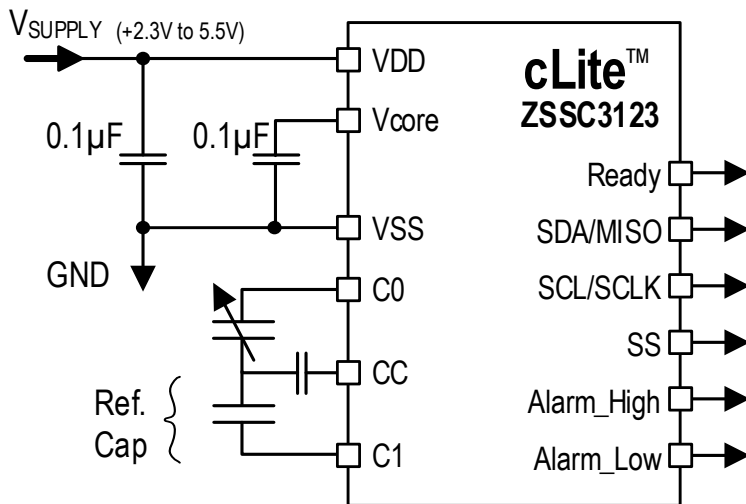 VSUPPLY (+2.3V to 5.5V)
0.1µF
0.1µF
GND
Ref.
Cap
VDD
Vcore
VSS
C0
CC
C1
cLite™
ZSSC3123
Ready
SDA/MISO
SCL/SCLK
SS
Alarm_High
Alarm_Low